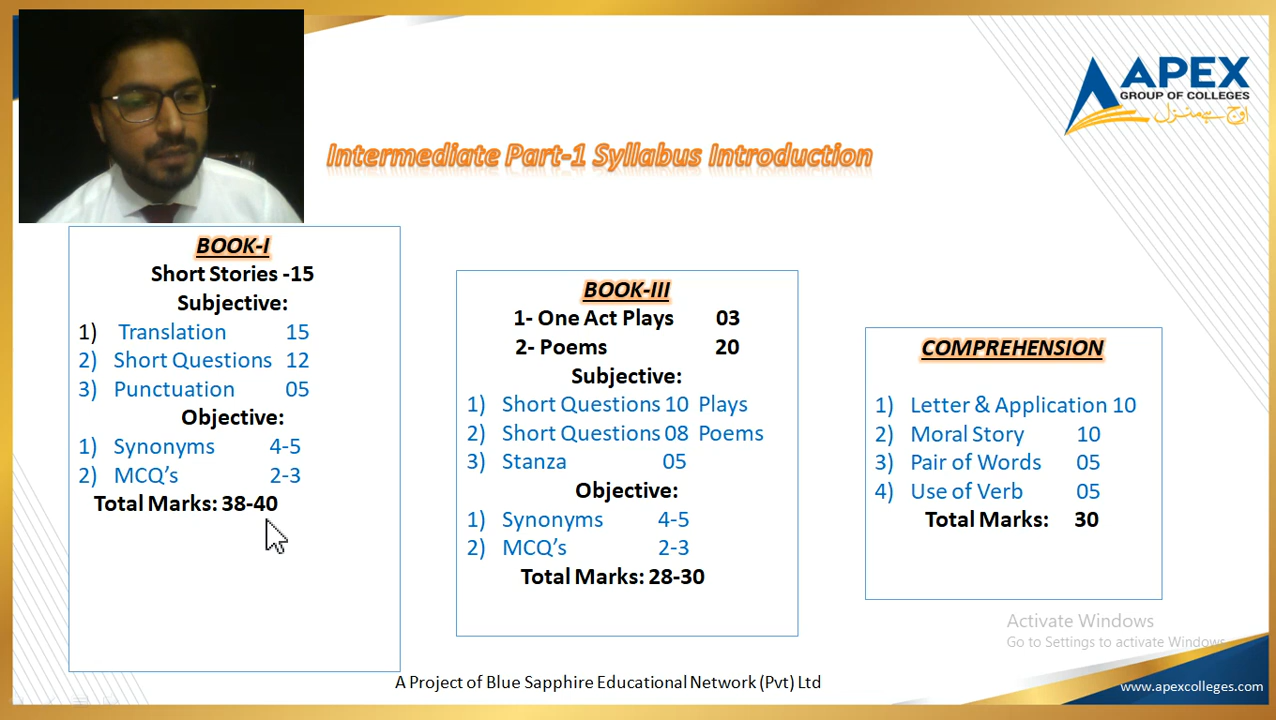 APEX
GROUP OF COLLEGES
اوج ہے منزل
Intermediate Part-1 Syllabus Introduction
BOOK-I
Short Stories -15
Subjective:
1) Translation 15
2) Short Questions 12
3) Punctuation 05
Objective:
1) Synonyms 4-5
2) MCQ’s 2-3
Total Marks: 38-40
BOOK-III
1- One Act Plays 03
2- Poems 20
Subjective:
1) Short Questions 10 Plays
2) Short Questions 08 Poems
3) Stanza 05
Objective:
1) Synonyms 4-5
2) MCQ’s 2-3
Total Marks: 28-30
COMPREHENSION
1) Letter & Application 10
2) Moral Story 10
3) Pair of Words 05
4) Use of Verb 05
Total Marks: 30
Activate Windows
Go to Settings to activate Windows.
A Project of Blue Sapphire Educational Network (Pvt) Ltd
www.apexcolleges.com